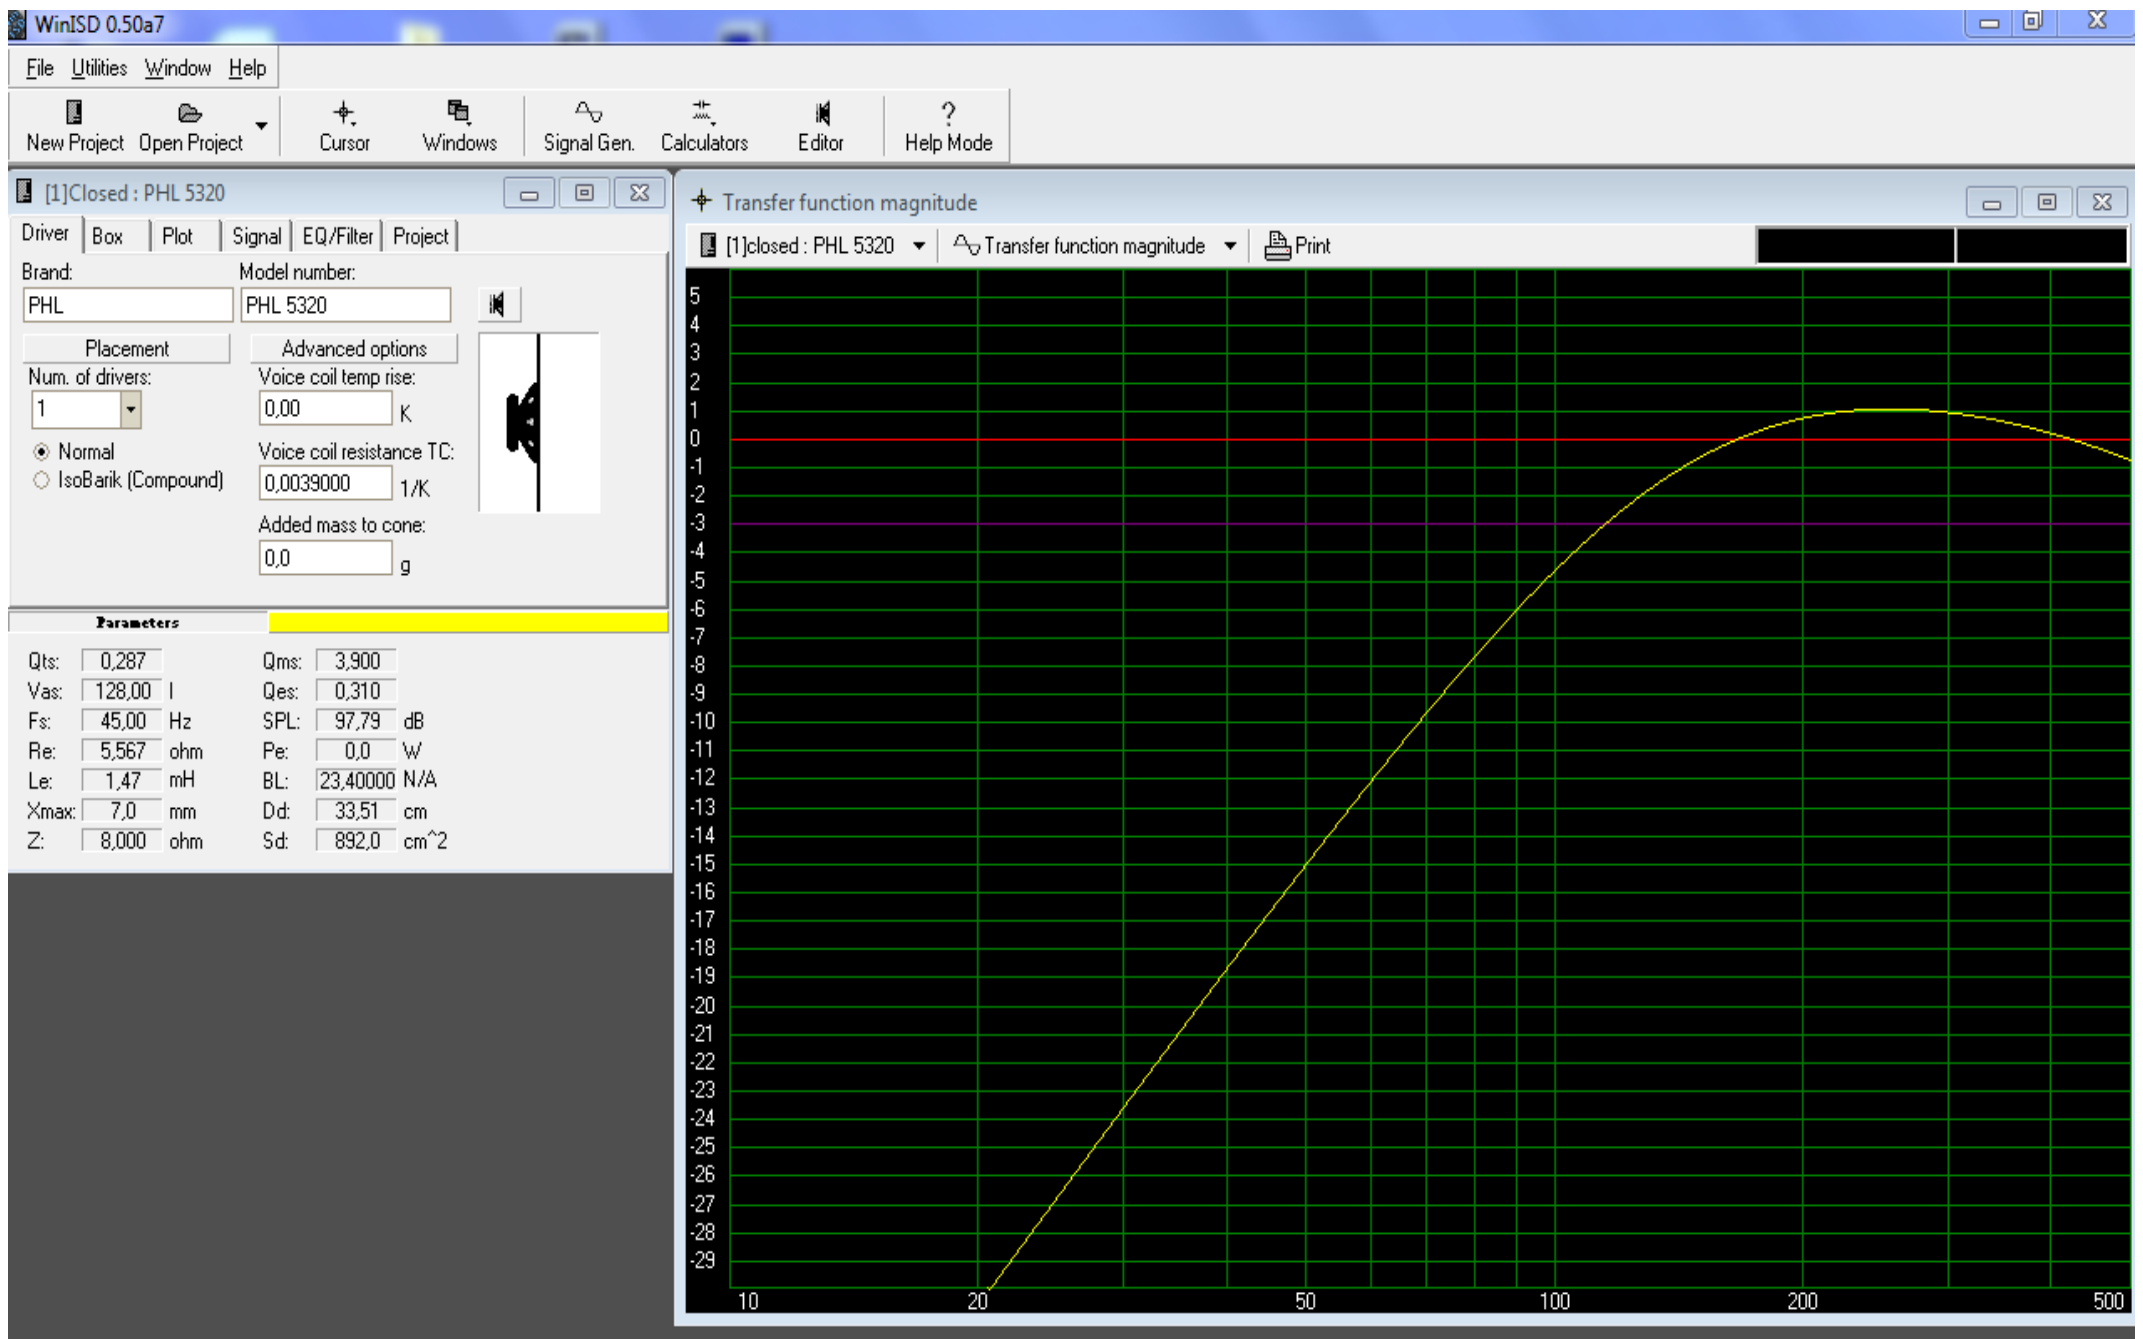 WinISD 0.50a7
File Utilities Window Help
New Project Open Project Cursor Windows Signal Gen. Calculators Editor ? Help Mode
[1]Closed : PHL 5320
Driver Box Plot Signal EQ/Filter Project
Brand: Model number:
PHL PHL 5320
Placement Advanced options
Num. of drivers: Voice coil temp rise:
1 0,00 K
Normal Voice coil resistance TC:
IsoBarik (Compound) 0,0039000 1/K
Added mass to cone:
0,0 g
Parameters
Qts: 0,287 Qms: 3,900
Vas: 128,00 l Qes: 0,310
Fs: 45,00 Hz SPL: 97,79 dB
Re: 5,567 ohm Pe: 0,0 W
Le: 1,47 mH BL: 23,40000 N/A
Xmax: 7,0 mm Dd: 33,51 cm
Z: 8,000 ohm Sd: 892,0 cm^2
Transfer function magnitude
[1]closed : PHL 5320 Transfer function magnitude Print
5
4
3
2
1
0
-1
-2
-3
-4
-5
-6
-7
-8
-9
-10
-11
-12
-13
-14
-15
-16
-17
-18
-19
-20
-21
-22
-23
-24
-25
-26
-27
-28
-29
10 20 50 100 200 500